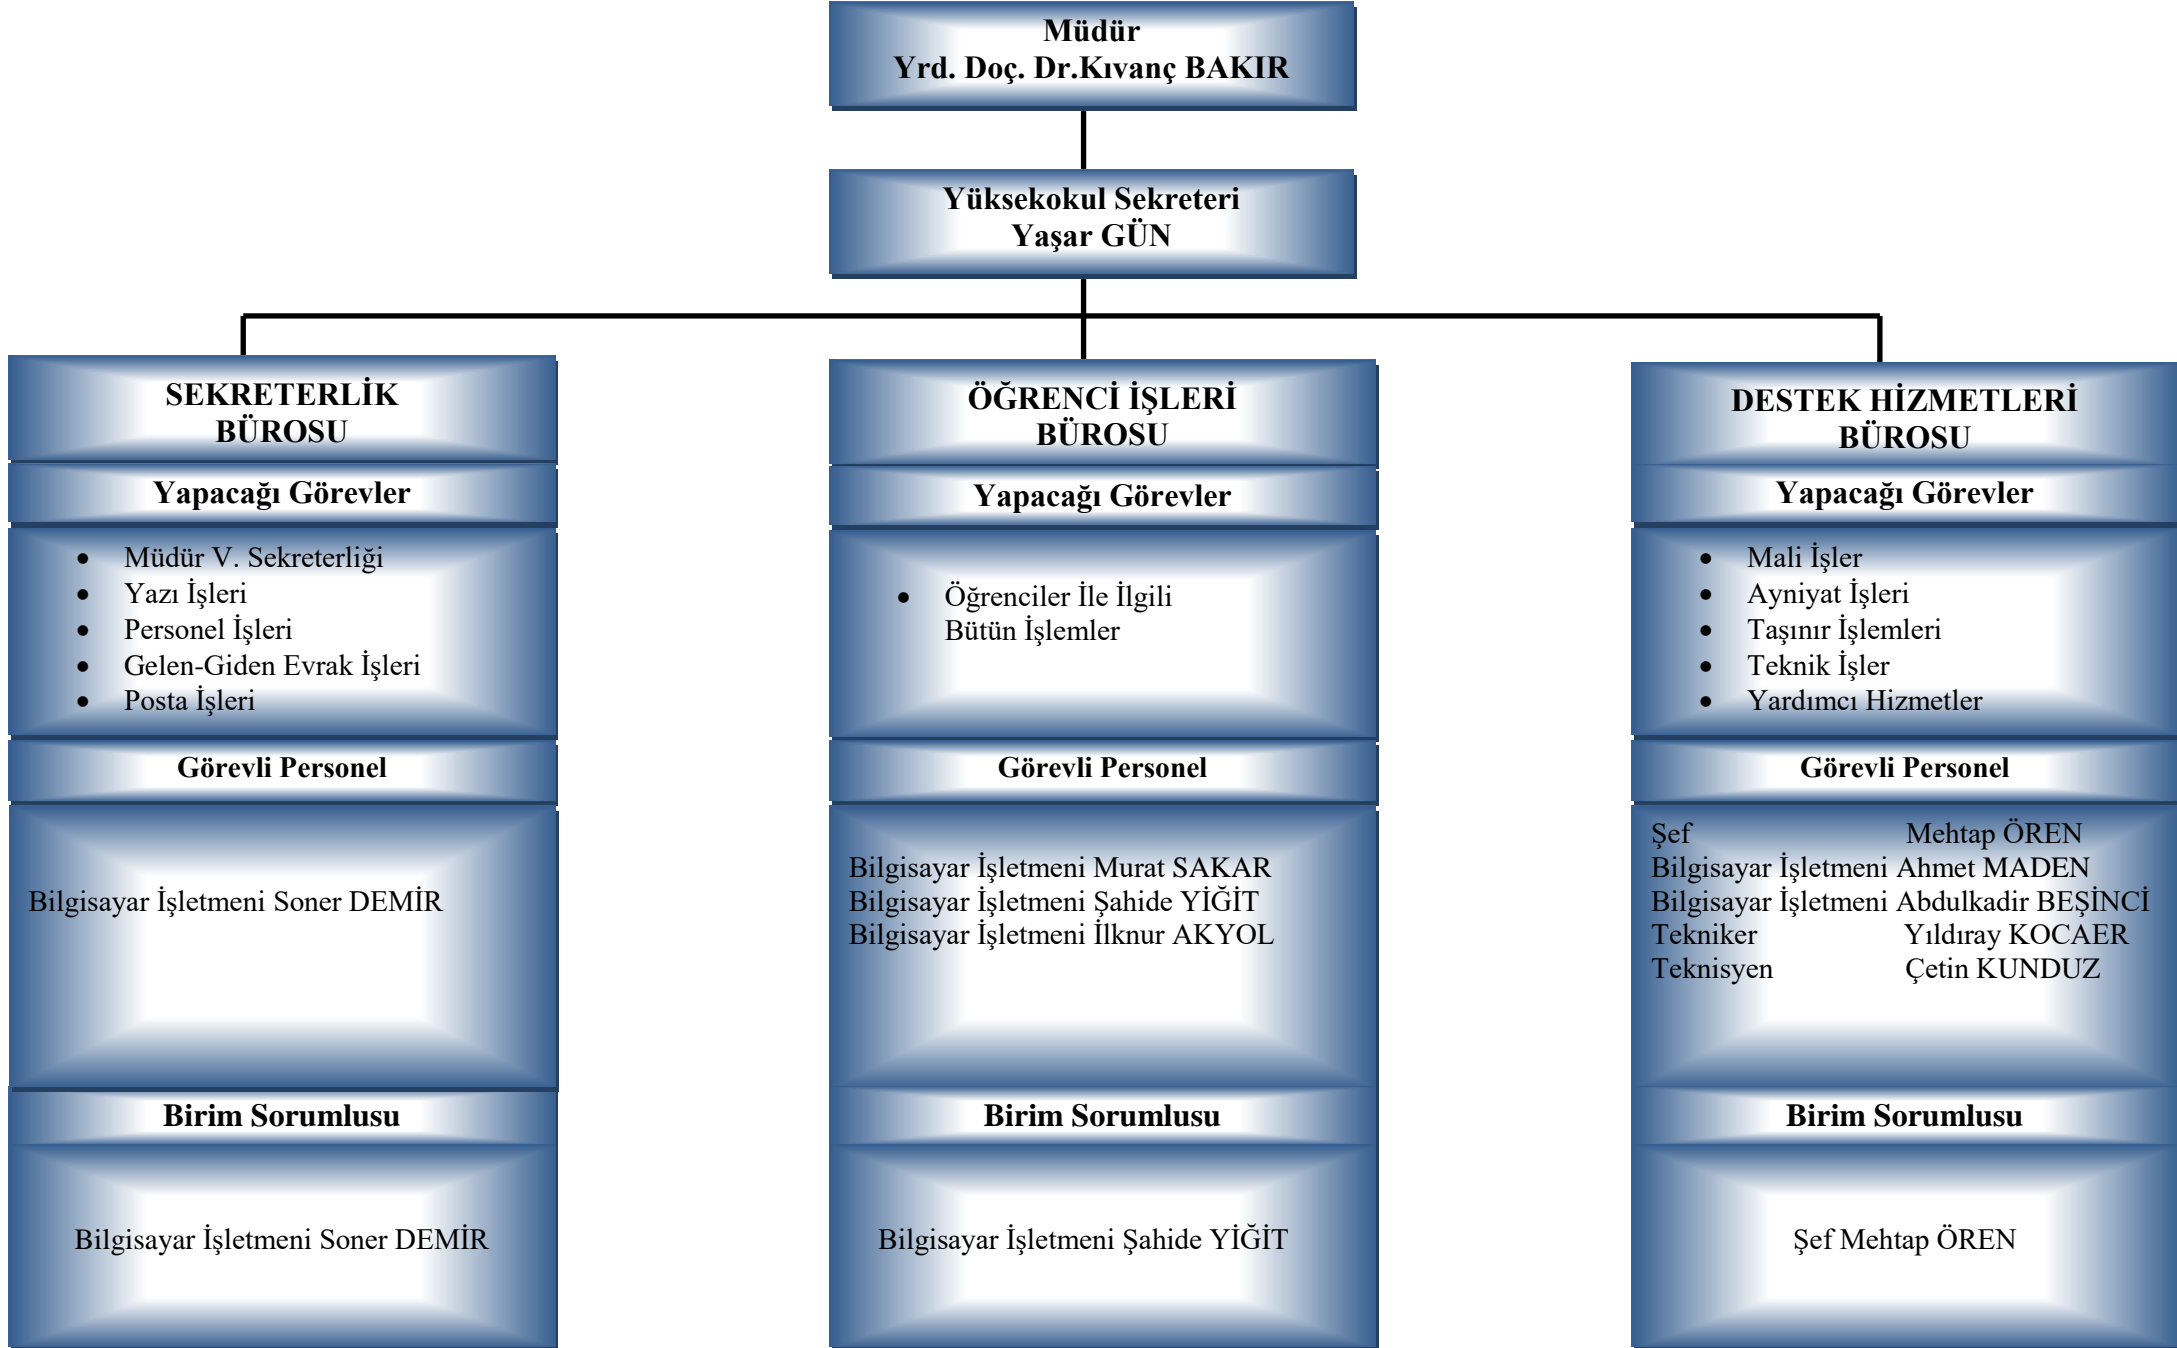 Müdür
Yrd. Doç. Dr.Kıvanç BAKIR
Yüksekokul Sekreteri
Yaşar GÜN
SEKRETERLİK
BÜROSU
Yapacağı Görevler
• Müdür V. Sekreterliği
• Yazı İşleri
• Personel İşleri
• Gelen-Giden Evrak İşleri
• Posta İşleri
Görevli Personel
Bilgisayar İşletmeni Soner DEMİR
Birim Sorumlusu
Bilgisayar İşletmeni Soner DEMİR
ÖĞRENCİ İŞLERİ
BÜROSU
Yapacağı Görevler
• Öğrenciler İle İlgili
Bütün İşlemler
Görevli Personel
Bilgisayar İşletmeni Murat SAKAR
Bilgisayar İşletmeni Şahide YİĞİT
Bilgisayar İşletmeni İlknur AKYOL
Birim Sorumlusu
Bilgisayar İşletmeni Şahide YİĞİT
DESTEK HİZMETLERİ
BÜROSU
Yapacağı Görevler
• Mali İşler
• Ayniyat İşleri
• Taşınır İşlemleri
• Teknik İşler
• Yardımcı Hizmetler
Görevli Personel
Şef Mehtap ÖREN
Bilgisayar İşletmeni Ahmet MADEN
Bilgisayar İşletmeni Abdulkadir BEŞİNCİ
Tekniker Yıldıray KOCAER
Teknisyen Çetin KUNDUZ
Birim Sorumlusu
Şef Mehtap ÖREN